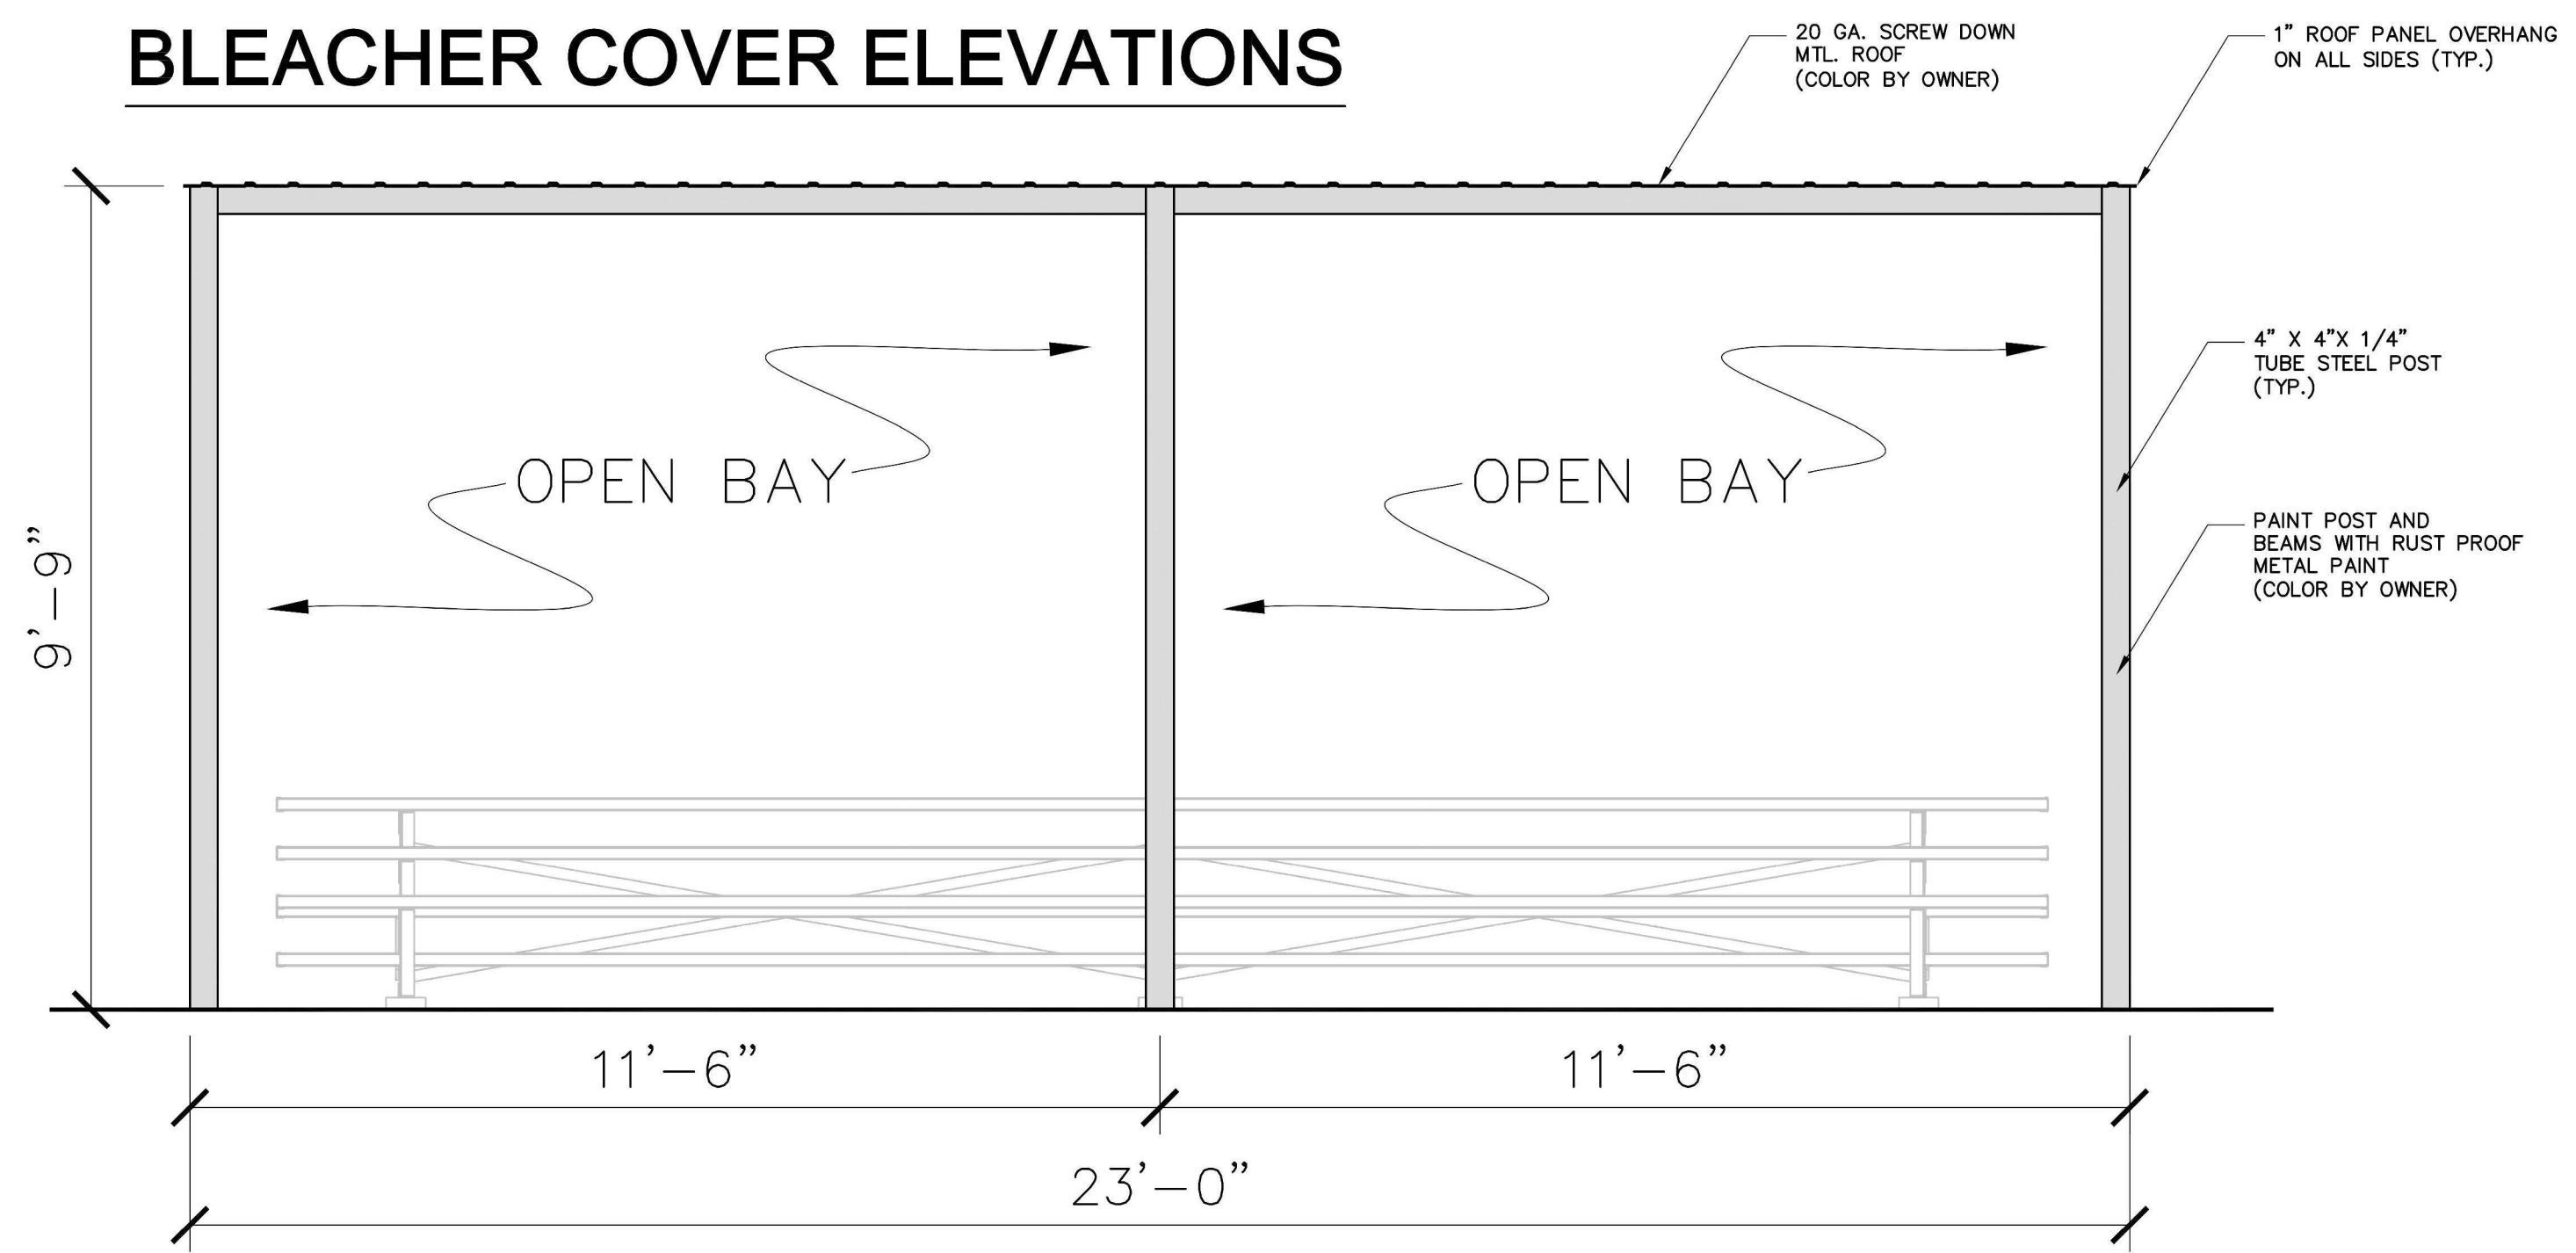 BLEACHER COVER ELEVATIONS
20 GA. SCREW DOWN
MTL. ROOF
(COLOR BY OWNER)
1” ROOF PANEL OVERHANG
ON ALL SIDES (TYP.)
4” X 4”X 1/4”
TUBE STEEL POST
(TYP.)
OPEN BAY
OPEN BAY
PAINT POST AND
BEAMS WITH RUST PROOF
METAL PAINT
(COLOR BY OWNER)
9’-9”
11’-6”
11’-6”
23’-0”